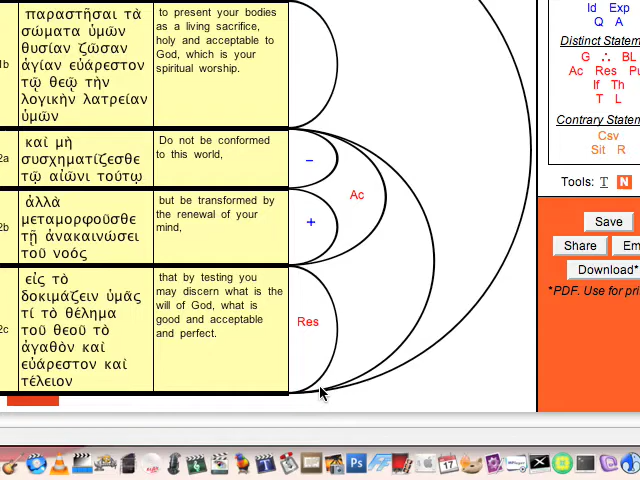 παραστῆσαι τὰ
σώματα ὑμῶν
θυσίαν ζῶσαν
ἁγίαν εὐάρεστον
τῷ θεῷ τὴν
λογικὴν λατρείαν
ὑμῶν
to present your bodies
as a living sacrifice,
holy and acceptable to
God, which is your
spiritual worship.
1b
καὶ μὴ
συσχηματίζεσθε
τῷ αἰῶνι τούτῳ
Do not be conformed
to this world,
2a
–
Ac
ἀλλὰ
μεταμορφοῦσθε
τῇ ἀνακαινώσει
τοῦ νοός
but be transformed by
the renewal of your
mind,
2b
+
εἰς τὸ
δοκιμάζειν ὑμᾶς
τί τὸ θέλημα
τοῦ θεοῦ τὸ
ἀγαθὸν καὶ
εὐάρεστον καὶ
τέλειον
that by testing you
may discern what is the
will of God, what is
good and acceptable
and perfect.
2c
Res
Id Exp
Q A
Distinct Statem
G ∴ BL
Ac Res Pu
If Th
T L
Contrary Stateme
Csv
Sit R
Tools: T N
Save
Share Em
Download*
*PDF. Use for pri
Ps
17
T
X